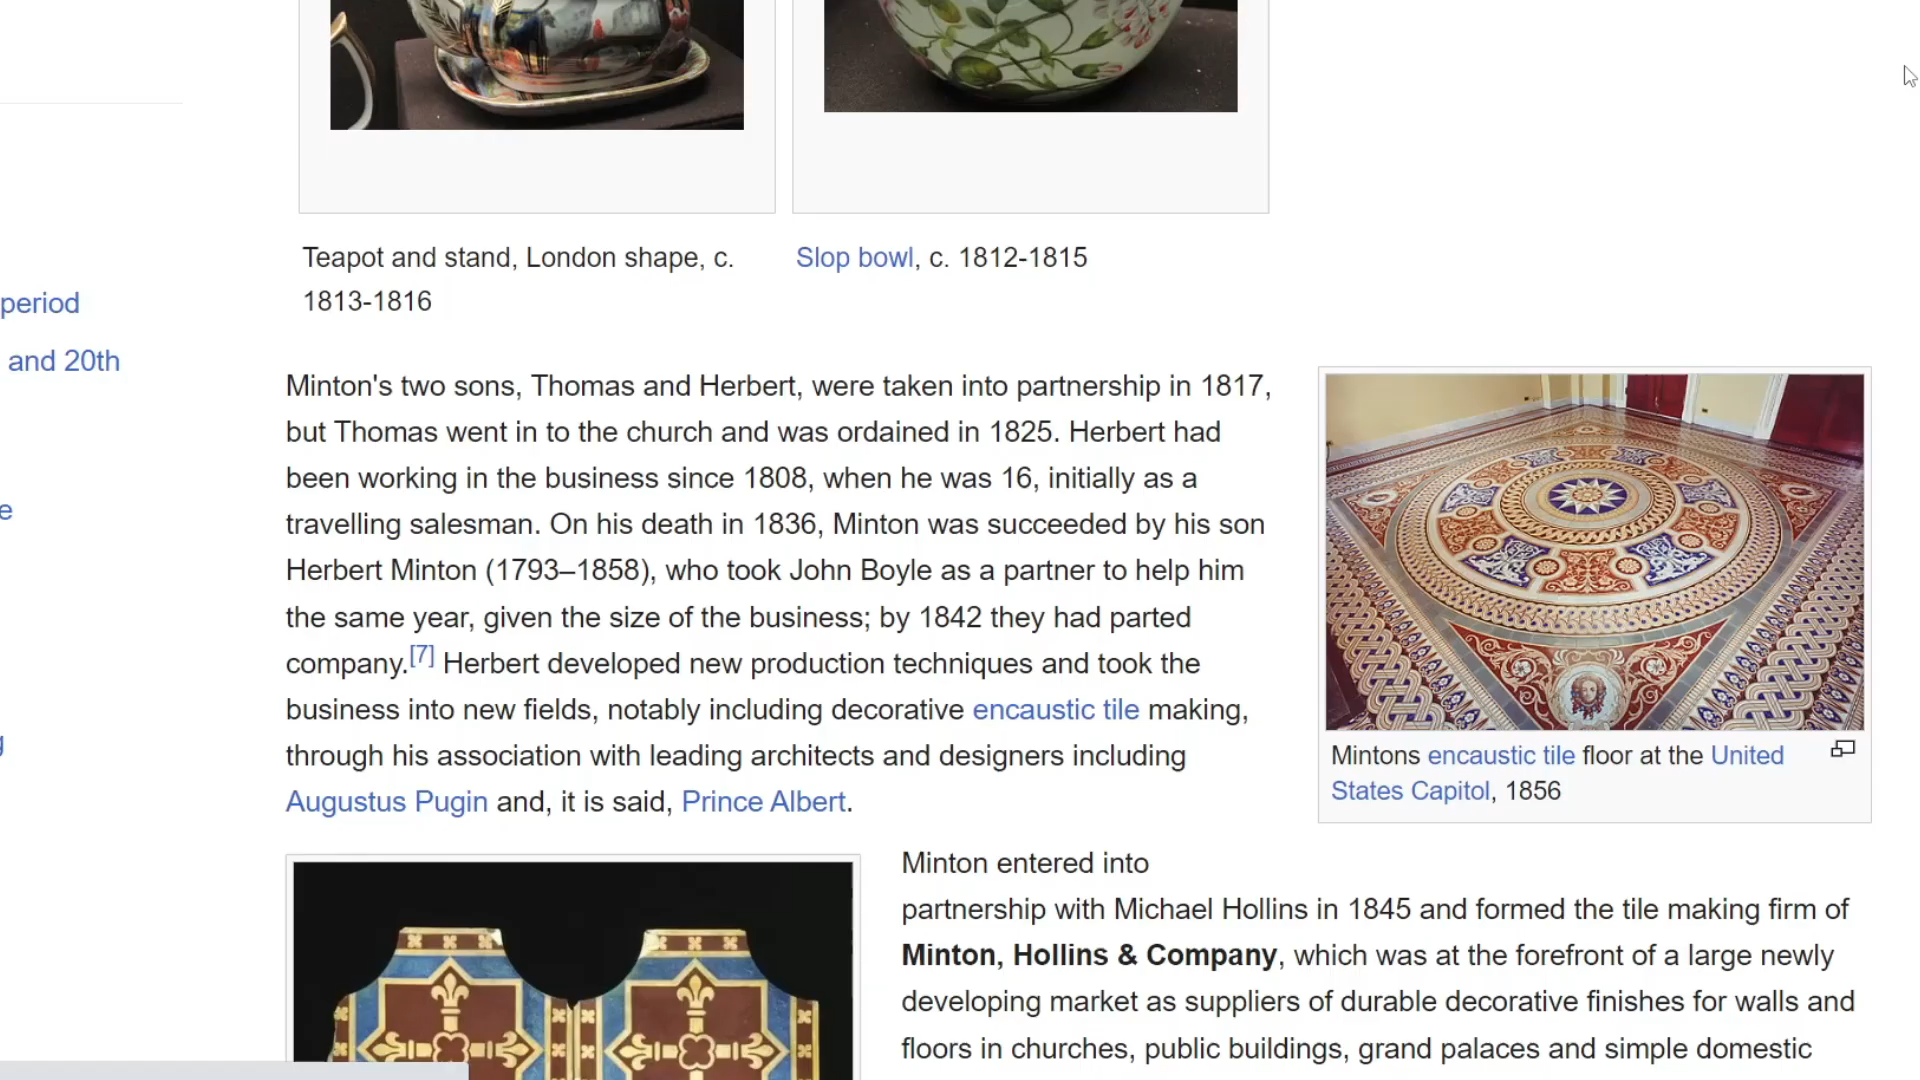 Teapot and stand, London shape, c.
1813-1816
Slop bowl, c. 1812-1815
period
and 20th
e
g
Minton's two sons, Thomas and Herbert, were taken into partnership in 1817,
but Thomas went in to the church and was ordained in 1825. Herbert had
been working in the business since 1808, when he was 16, initially as a
travelling salesman. On his death in 1836, Minton was succeeded by his son
Herbert Minton (1793–1858), who took John Boyle as a partner to help him
the same year, given the size of the business; by 1842 they had parted
company.[7] Herbert developed new production techniques and took the
business into new fields, notably including decorative encaustic tile making,
through his association with leading architects and designers including
Augustus Pugin and, it is said, Prince Albert.
Mintons encaustic tile floor at the United
States Capitol, 1856
Minton entered into
partnership with Michael Hollins in 1845 and formed the tile making firm of
Minton, Hollins & Company, which was at the forefront of a large newly
developing market as suppliers of durable decorative finishes for walls and
floors in churches, public buildings, grand palaces and simple domestic